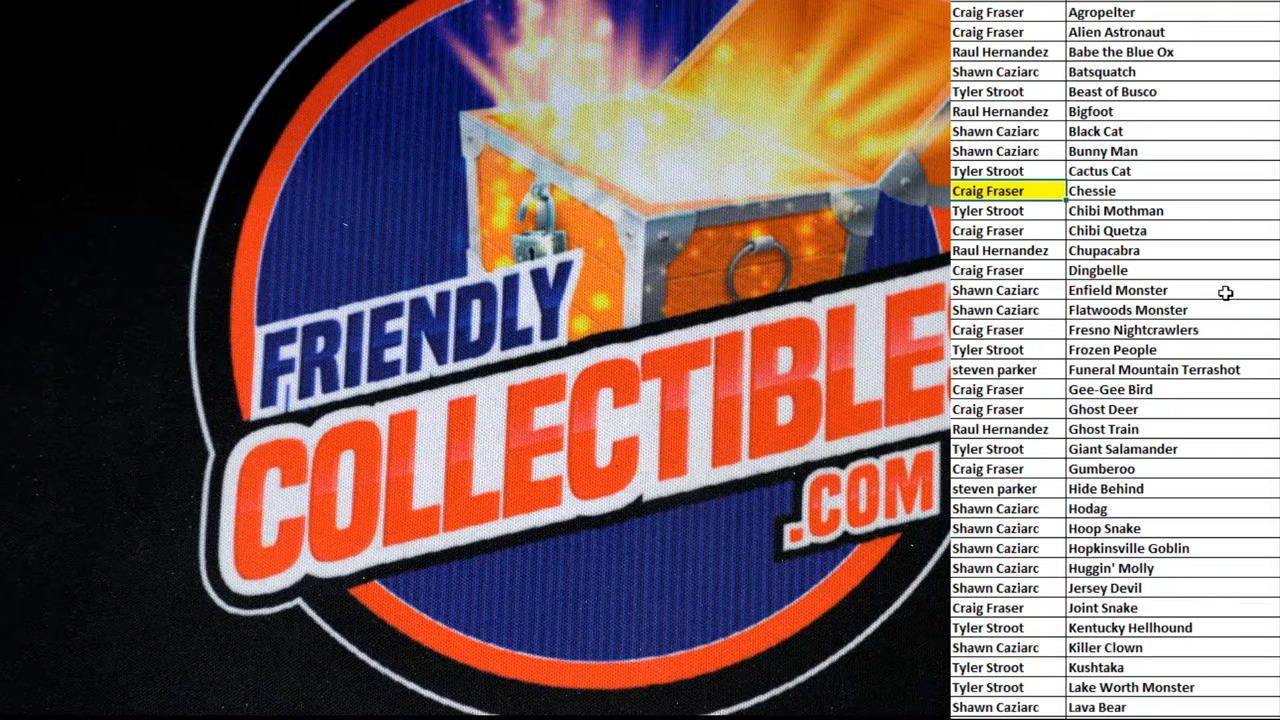 FRIENDLY
COLLECTIBLE
.COM
Craig Fraser Agropelter
Craig Fraser Alien Astronaut
Raul Hernandez Babe the Blue Ox
Shawn Caziarc Batsquatch
Tyler Stroot Beast of Busco
Raul Hernandez Bigfoot
Shawn Caziarc Black Cat
Shawn Caziarc Bunny Man
Tyler Stroot Cactus Cat
Craig Fraser Chessie
Tyler Stroot Chibi Mothman
Craig Fraser Chibi Quetza
Raul Hernandez Chupacabra
Craig Fraser Dingbelle
Shawn Caziarc Enfield Monster
Shawn Caziarc Flatwoods Monster
Craig Fraser Fresno Nightcrawlers
Tyler Stroot Frozen People
steven parker Funeral Mountain Terrashot
Craig Fraser Gee-Gee Bird
Craig Fraser Ghost Deer
Raul Hernandez Ghost Train
Tyler Stroot Giant Salamander
Craig Fraser Gumberoo
steven parker Hide Behind
Shawn Caziarc Hodag
Shawn Caziarc Hoop Snake
Shawn Caziarc Hopkinsville Goblin
Shawn Caziarc Huggin' Molly
Shawn Caziarc Jersey Devil
Craig Fraser Joint Snake
Tyler Stroot Kentucky Hellhound
Shawn Caziarc Killer Clown
Tyler Stroot Kushtaka
Tyler Stroot Lake Worth Monster
Shawn Caziarc Lava Bear